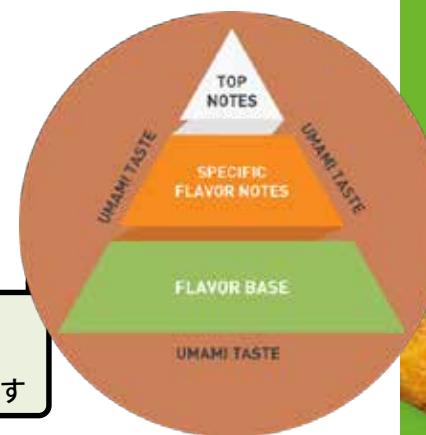 TOP
NOTES
UMAMI TASTE
UMAMI TASTE
SPECIFIC
FLAVOR NOTES
FLAVOR BASE
UMAMI TASTE
す